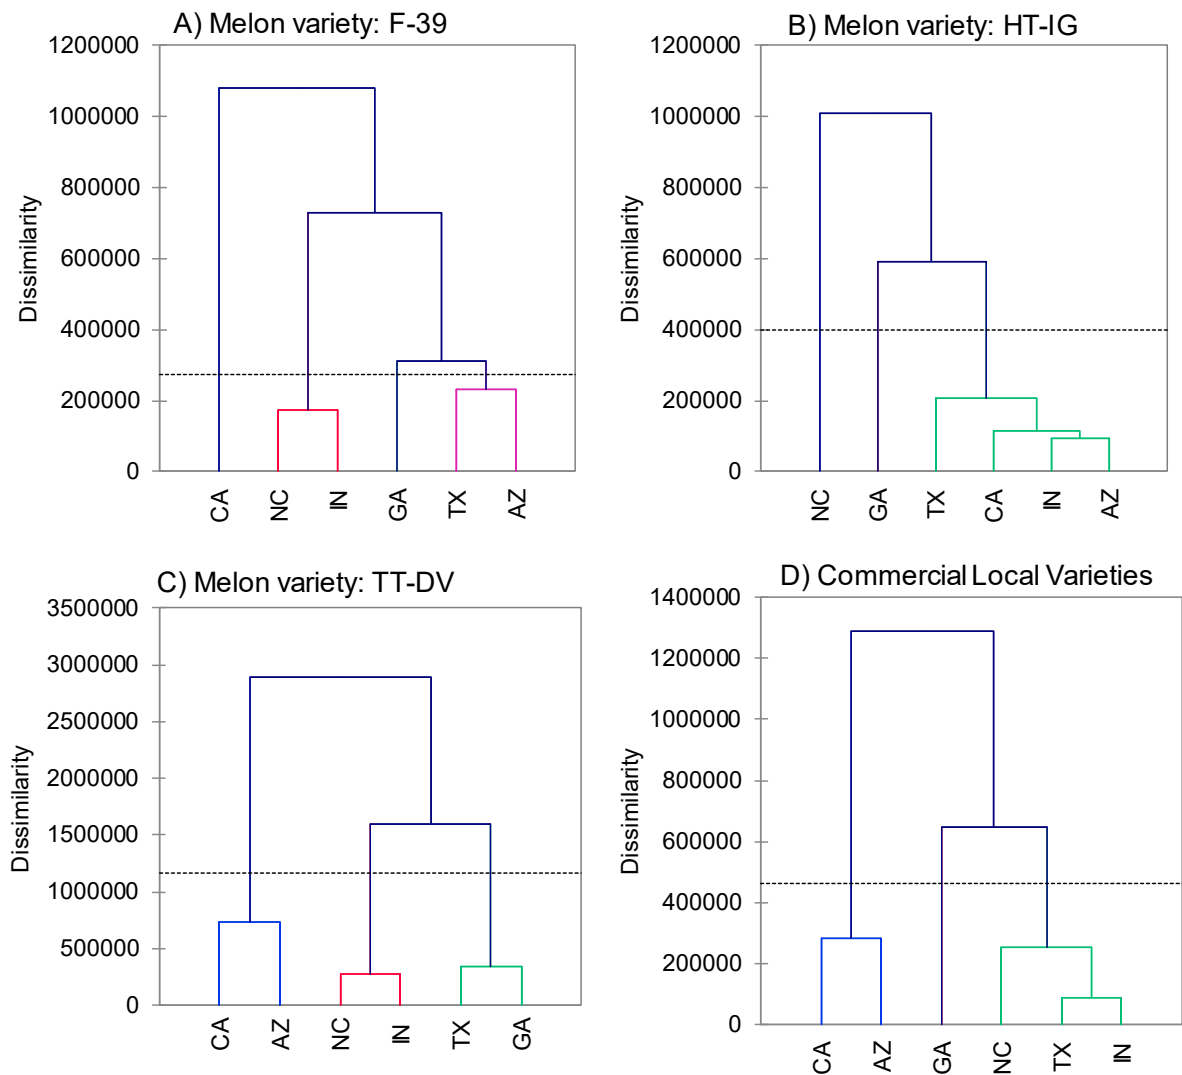 A) Melon variety: F-39
1200000
1000000
800000
600000
400000
200000
0
Dissimilarity
CA
NC
IN
GA
TX
AZ
B) Melon variety: HT-IG
1200000
1000000
800000
600000
400000
200000
0
Dissimilarity
NC
GA
TX
CA
IN
AZ
C) Melon variety: TT-DV
3500000
3000000
2500000
2000000
1500000
1000000
500000
0
Dissimilarity
CA
AZ
NC
IN
TX
GA
D) Commercial Local Varieties
1400000
1200000
1000000
800000
600000
400000
200000
0
Dissimilarity
CA
AZ
GA
NC
TX
IN